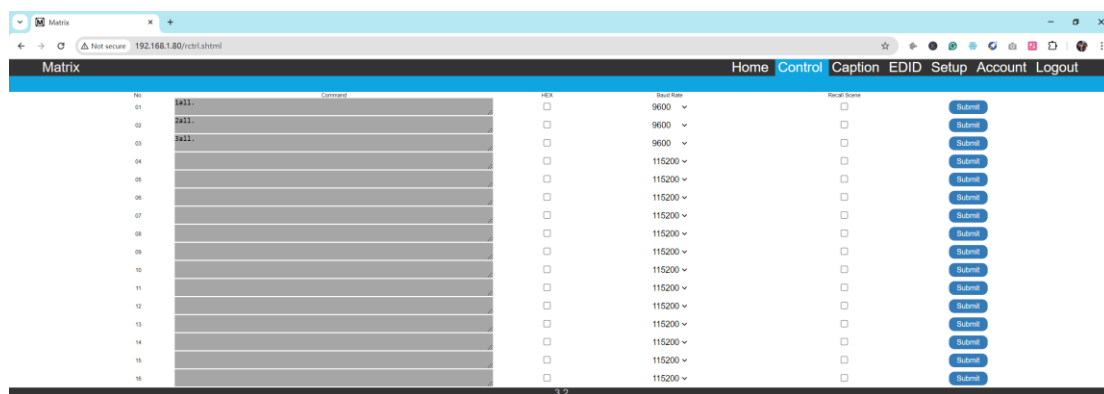 Matrix
Not secure 192.168.1.80/rctrl.shtml
Matrix Home Control Caption EDID Setup Account Logout
No. Command HEX Baud Rate Recall Scene
01 1all. 9600 Submit
02 2all. 9600 Submit
03 3all. 9600 Submit
04 115200 Submit
05 115200 Submit
06 115200 Submit
07 115200 Submit
08 115200 Submit
09 115200 Submit
10 115200 Submit
11 115200 Submit
12 115200 Submit
13 115200 Submit
14 115200 Submit
15 115200 Submit
16 115200 Submit
3.2